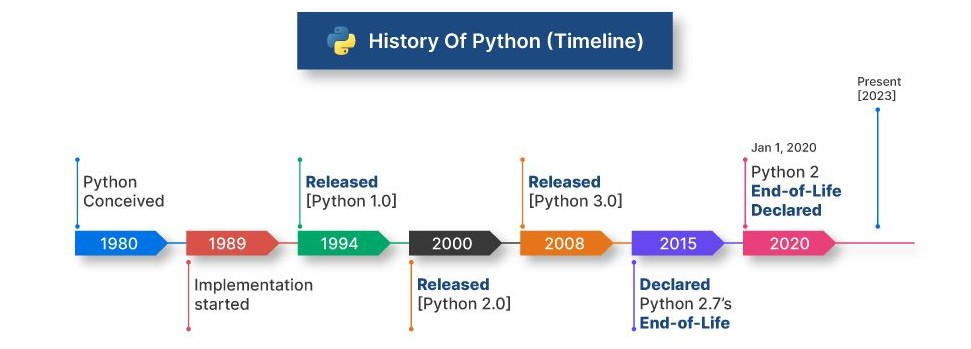 History Of Python (Timeline)
Present
[2023]
Jan 1, 2020
Python
Conceived
Released
[Python 1.0]
Released
[Python 3.0]
Python 2
End-of-Life
Declared
1980
1989
1994
2000
2008
2015
2020
Implementation
started
Released
[Python 2.0]
Declared
Python 2.7's
End-of-Life